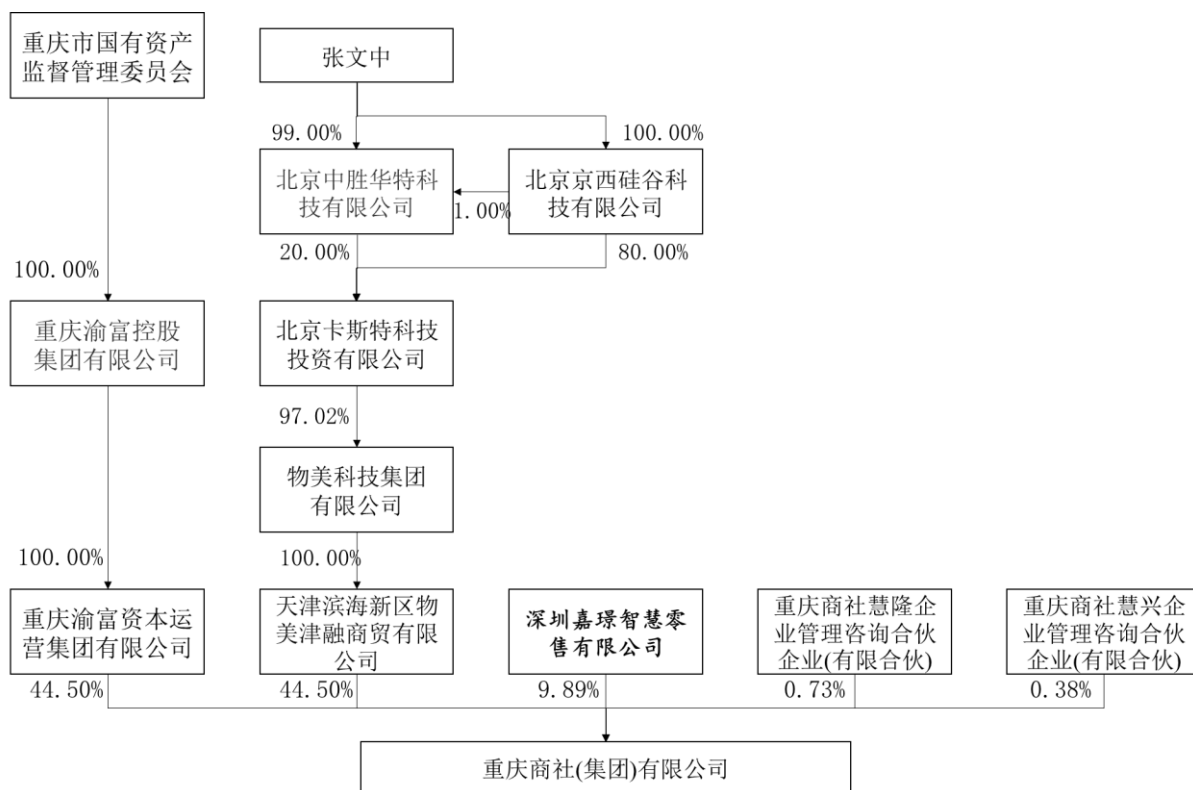 重庆市国有资产
监督管理委员会
张文中
99.00%
100.00%
北京中胜华特科
技有限公司
1.00%
北京京西硅谷科
技有限公司
20.00%
80.00%
100.00%
重庆渝富控股
集团有限公司
北京卡斯特科技
投资有限公司
97.02%
物美科技集团
有限公司
100.00%
100.00%
重庆渝富资本运
营集团有限公司
天津滨海新区物
美津融商贸有限
公司
深圳嘉璟智慧零
售有限公司
重庆商社慧隆企
业管理咨询合伙
企业(有限合伙)
重庆商社慧兴企
业管理咨询合伙
企业(有限合伙)
44.50%
44.50%
9.89%
0.73%
0.38%
重庆商社(集团)有限公司